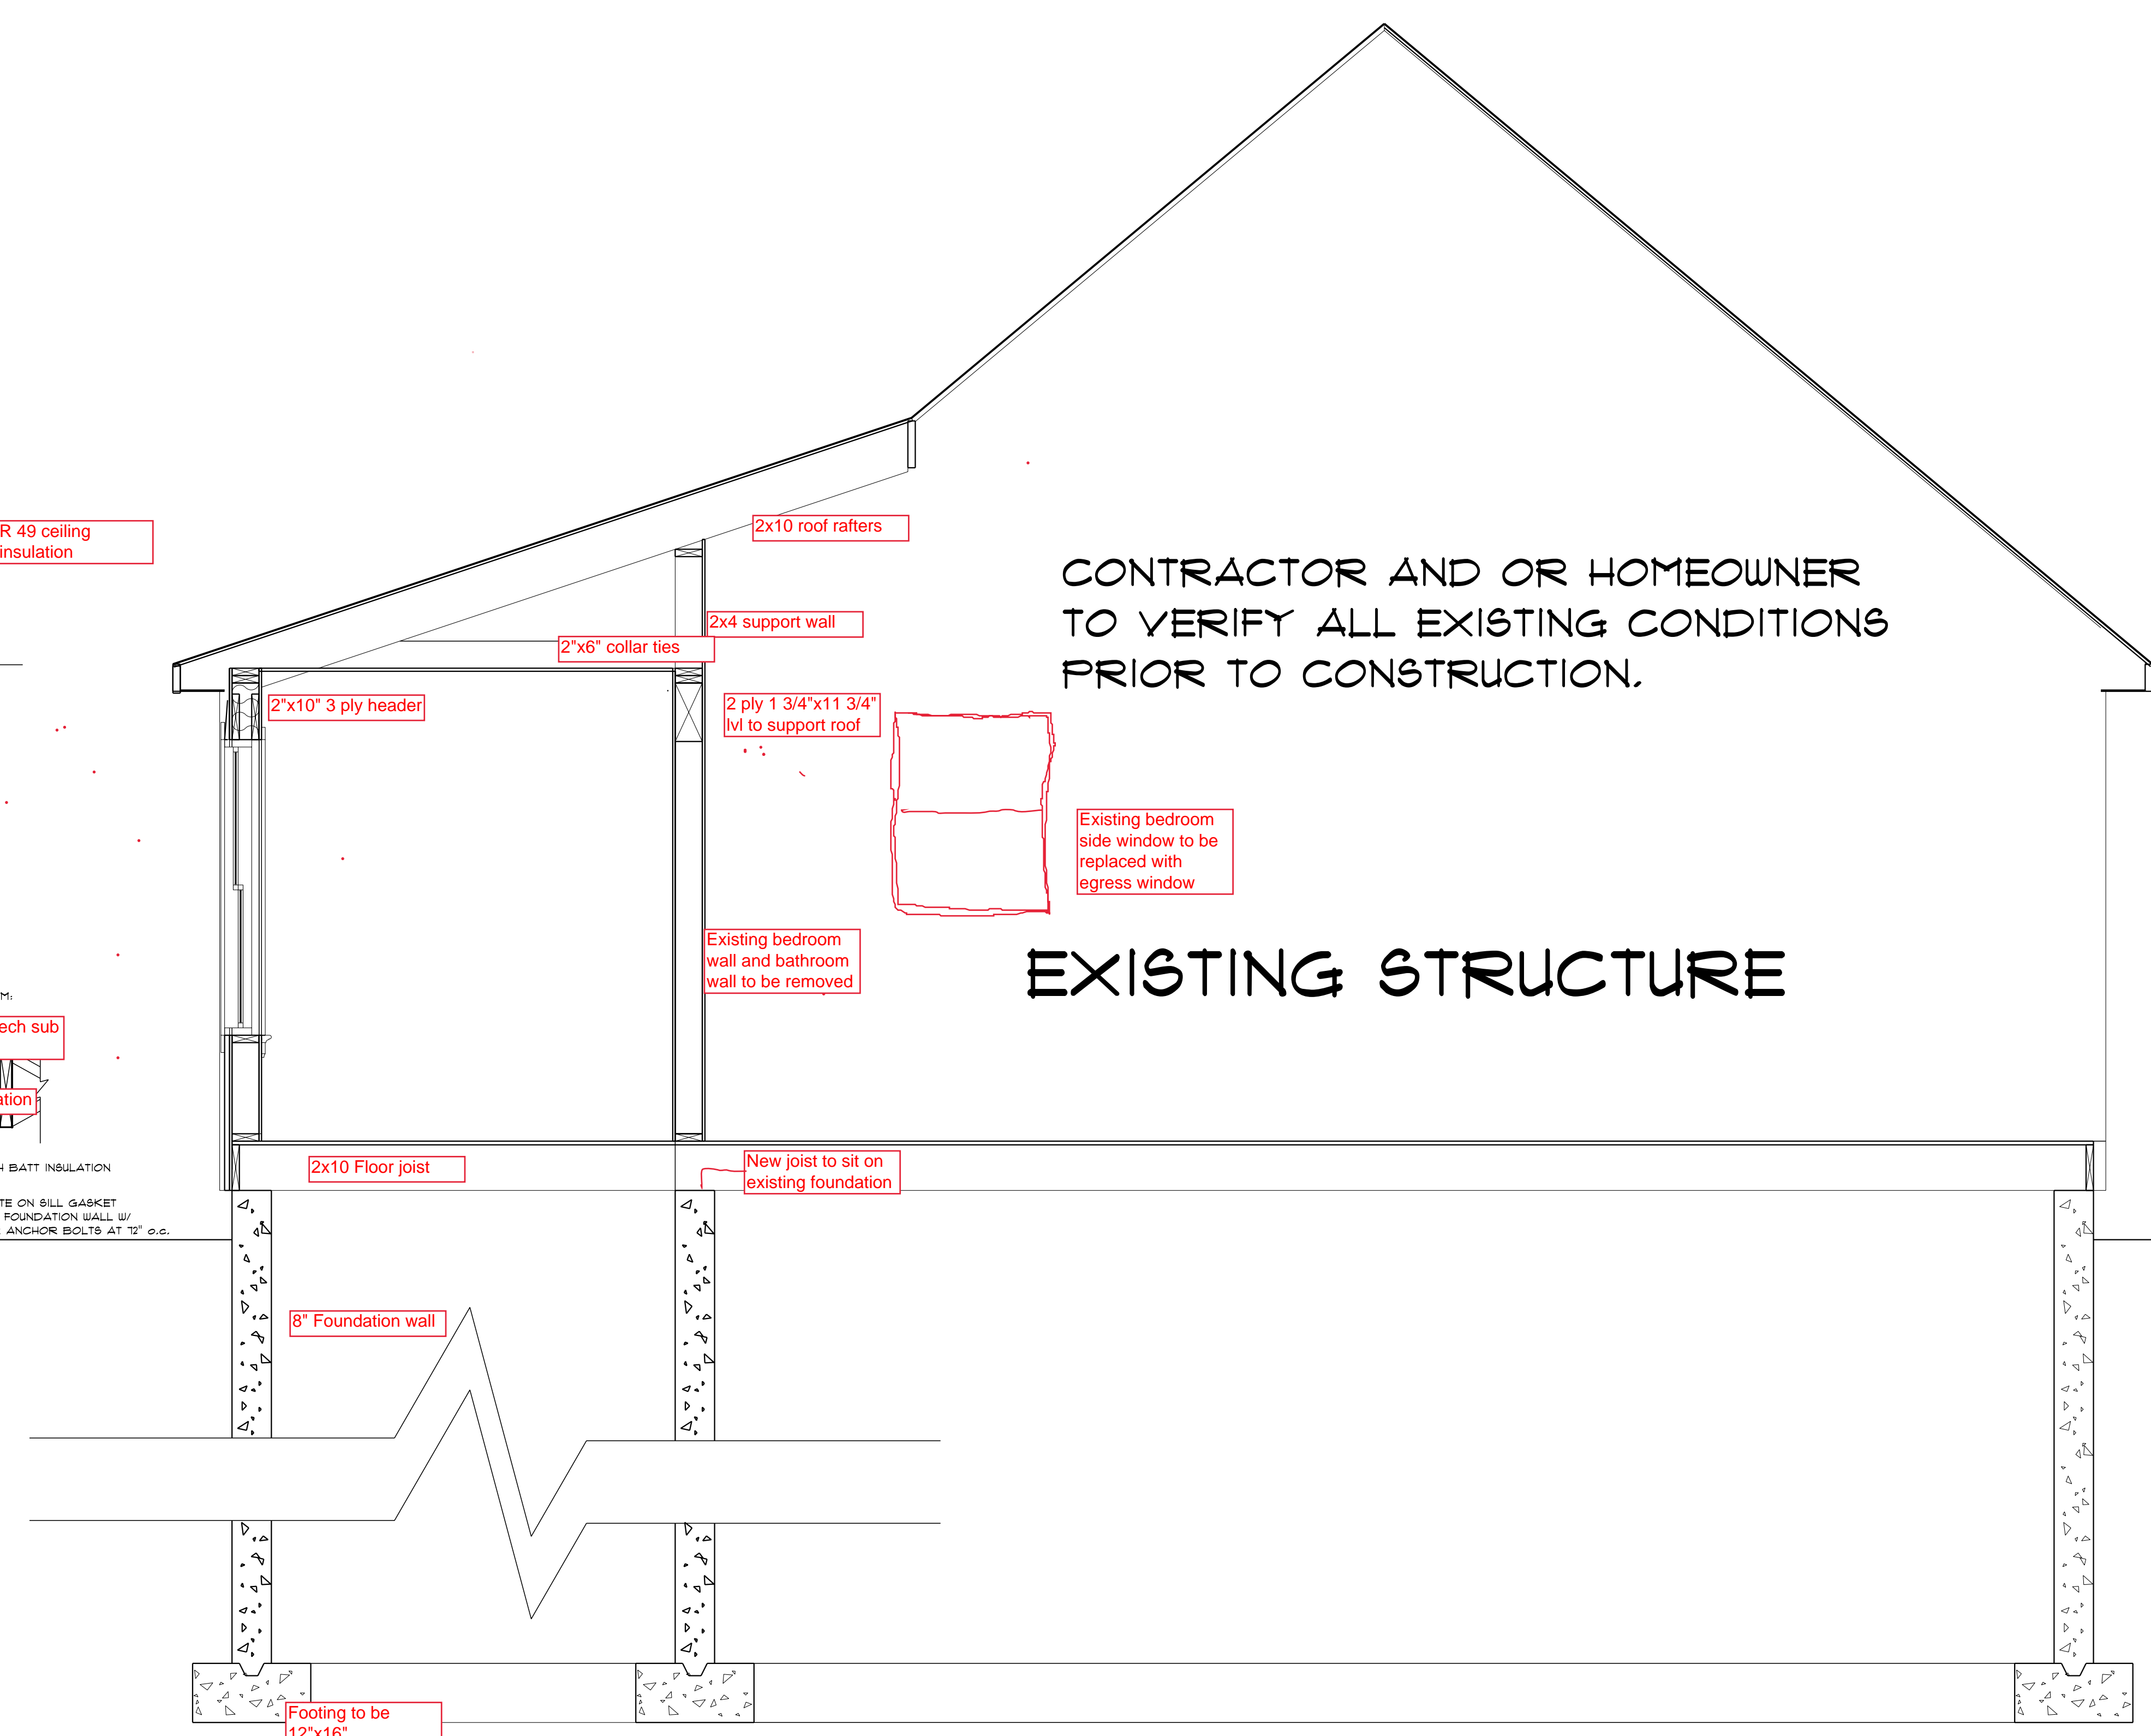 R 49 ceiling
insulation
2x10 roof rafters
CONTRACTOR AND OR HOMEOWNER
TO VERIFY ALL EXISTING CONDITIONS
PRIOR TO CONSTRUCTION.
2x4 support wall
2"x6" collar ties
2"x10" 3 ply header
2 ply 1 3/4"x11 3/4"
lvl to support roof
Existing bedroom
side window to be
replaced with
egress window
Existing bedroom
wall and bathroom
wall to be removed
EXISTING STRUCTURE
M:
ech sub
ation
2x10 Floor joist
New joist to sit on
existing foundation
H BATT INSULATION
TE ON SILL GASKET
FOUNDATION WALL W/
ANCHOR BOLTS AT 72" o.c.
8" Foundation wall
Footing to be
12"x16"